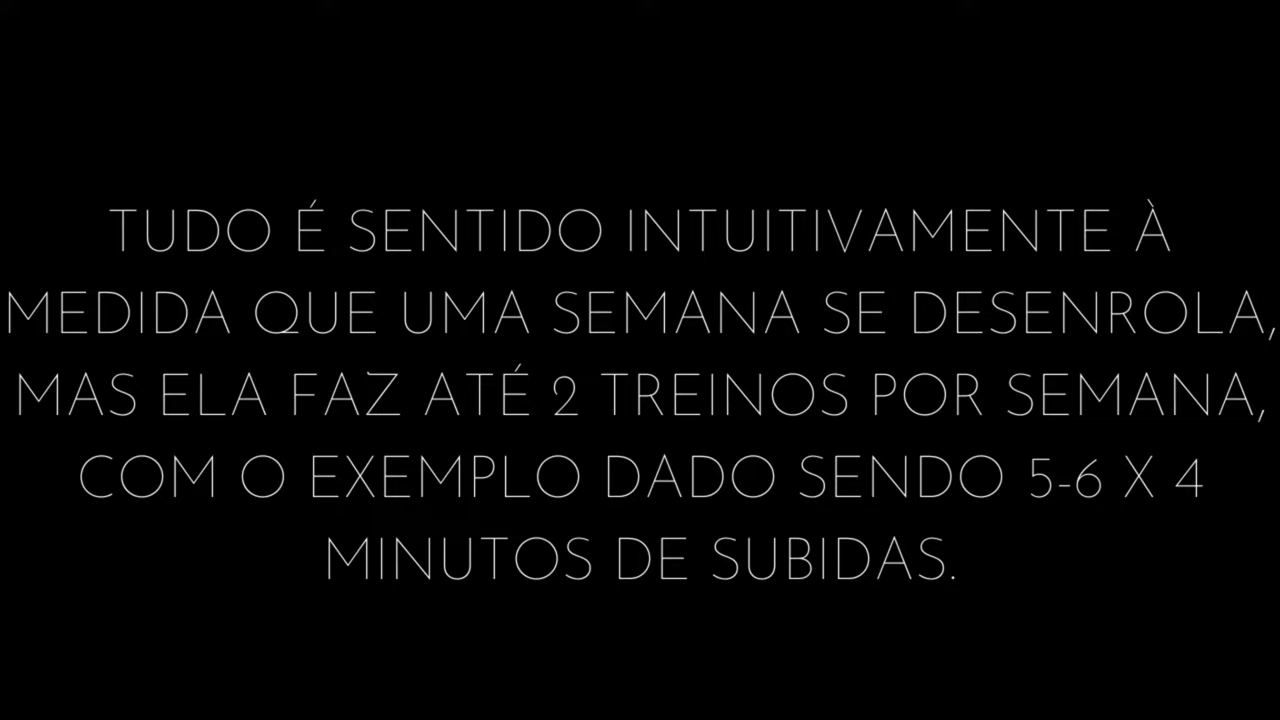 TUDO É SENTIDO INTUITIVAMENTE À
MEDIDA QUE UMA SEMANA SE DESENROLA,
MAS ELA FAZ ATÉ 2 TREINOS POR SEMANA,
COM O EXEMPLO DADO SENDO 5-6 X 4
MINUTOS DE SUBIDAS.